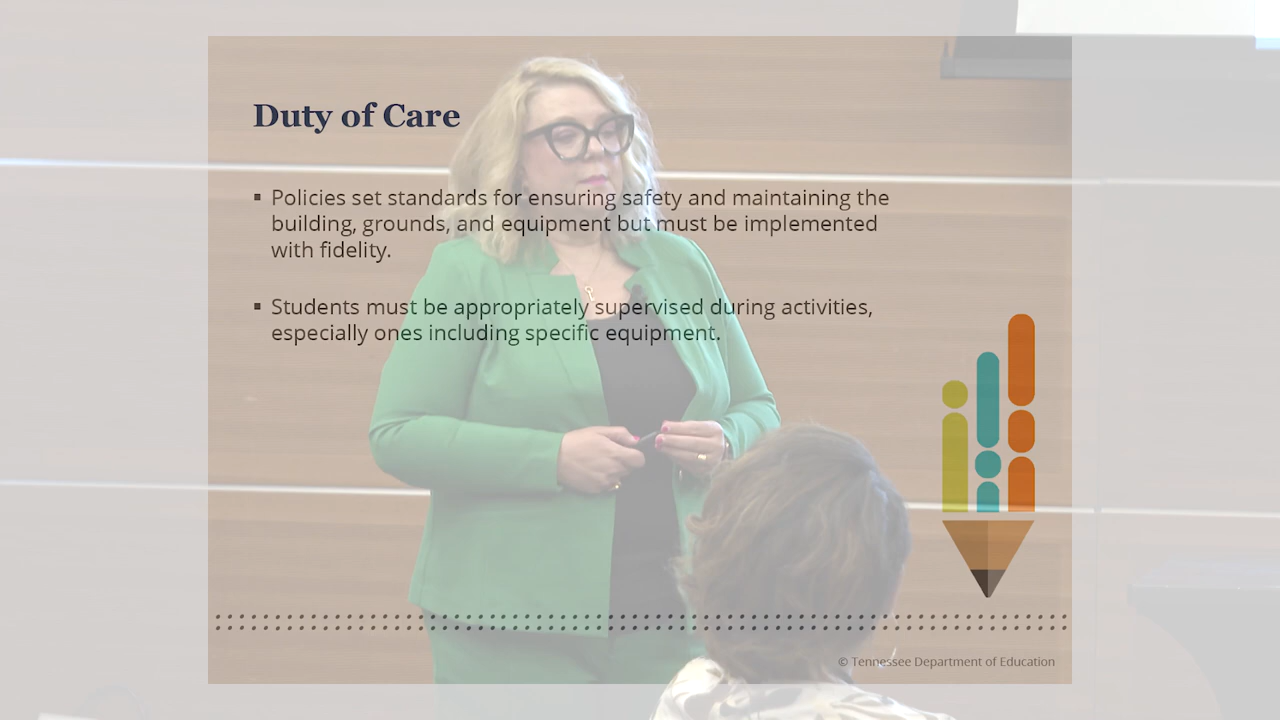 Duty of Care
▪ Policies set standards for ensuring safety and maintaining the
building, grounds, and equipment but must be implemented
with fidelity.
▪ Students must be appropriately supervised during activities,
especially ones including specific equipment.
© Tennessee Department of Education